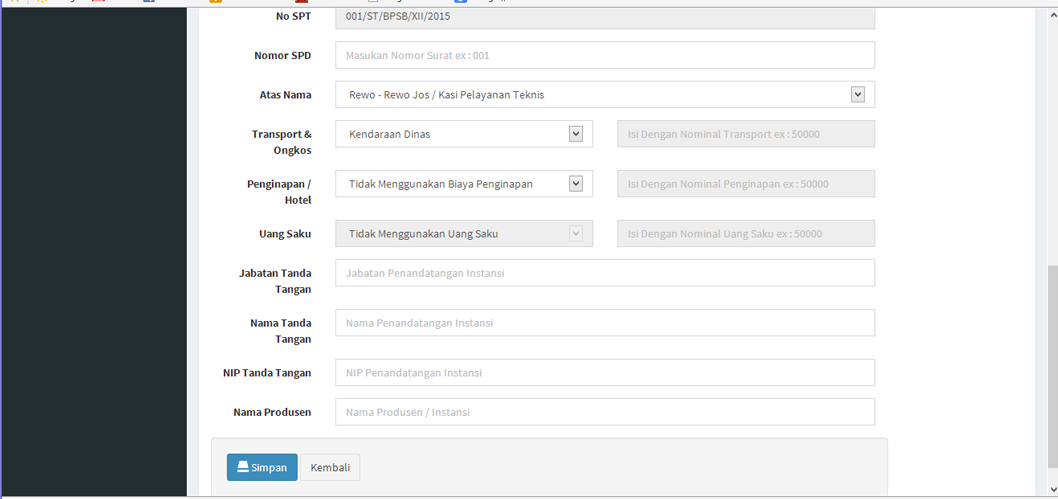 No SPT 001/ST/BPSB/XII/2015
Nomor SPD Masukan Nomor Surat ex : 001
Atas Nama Rewo - Rewo Jos / Kasi Pelayanan Teknis
Transport & Kendaraan Dinas Isi Dengan Nominal Transport ex : 50000
Ongkos
Penginapan / Tidak Menggunakan Biaya Penginapan Isi Dengan Nominal Penginapan ex : 50000
Hotel
Uang Saku Tidak Menggunakan Uang Saku Isi Dengan Nominal Uang Saku ex : 50000
Jabatan Tanda Jabatan Penandatangan Instansi
Tangan
Nama Tanda Nama Penandatangan Instansi
Tangan
NIP Tanda Tangan NIP Penandatangan Instansi
Nama Produsen Nama Produsen / Instansi
Simpan Kembali